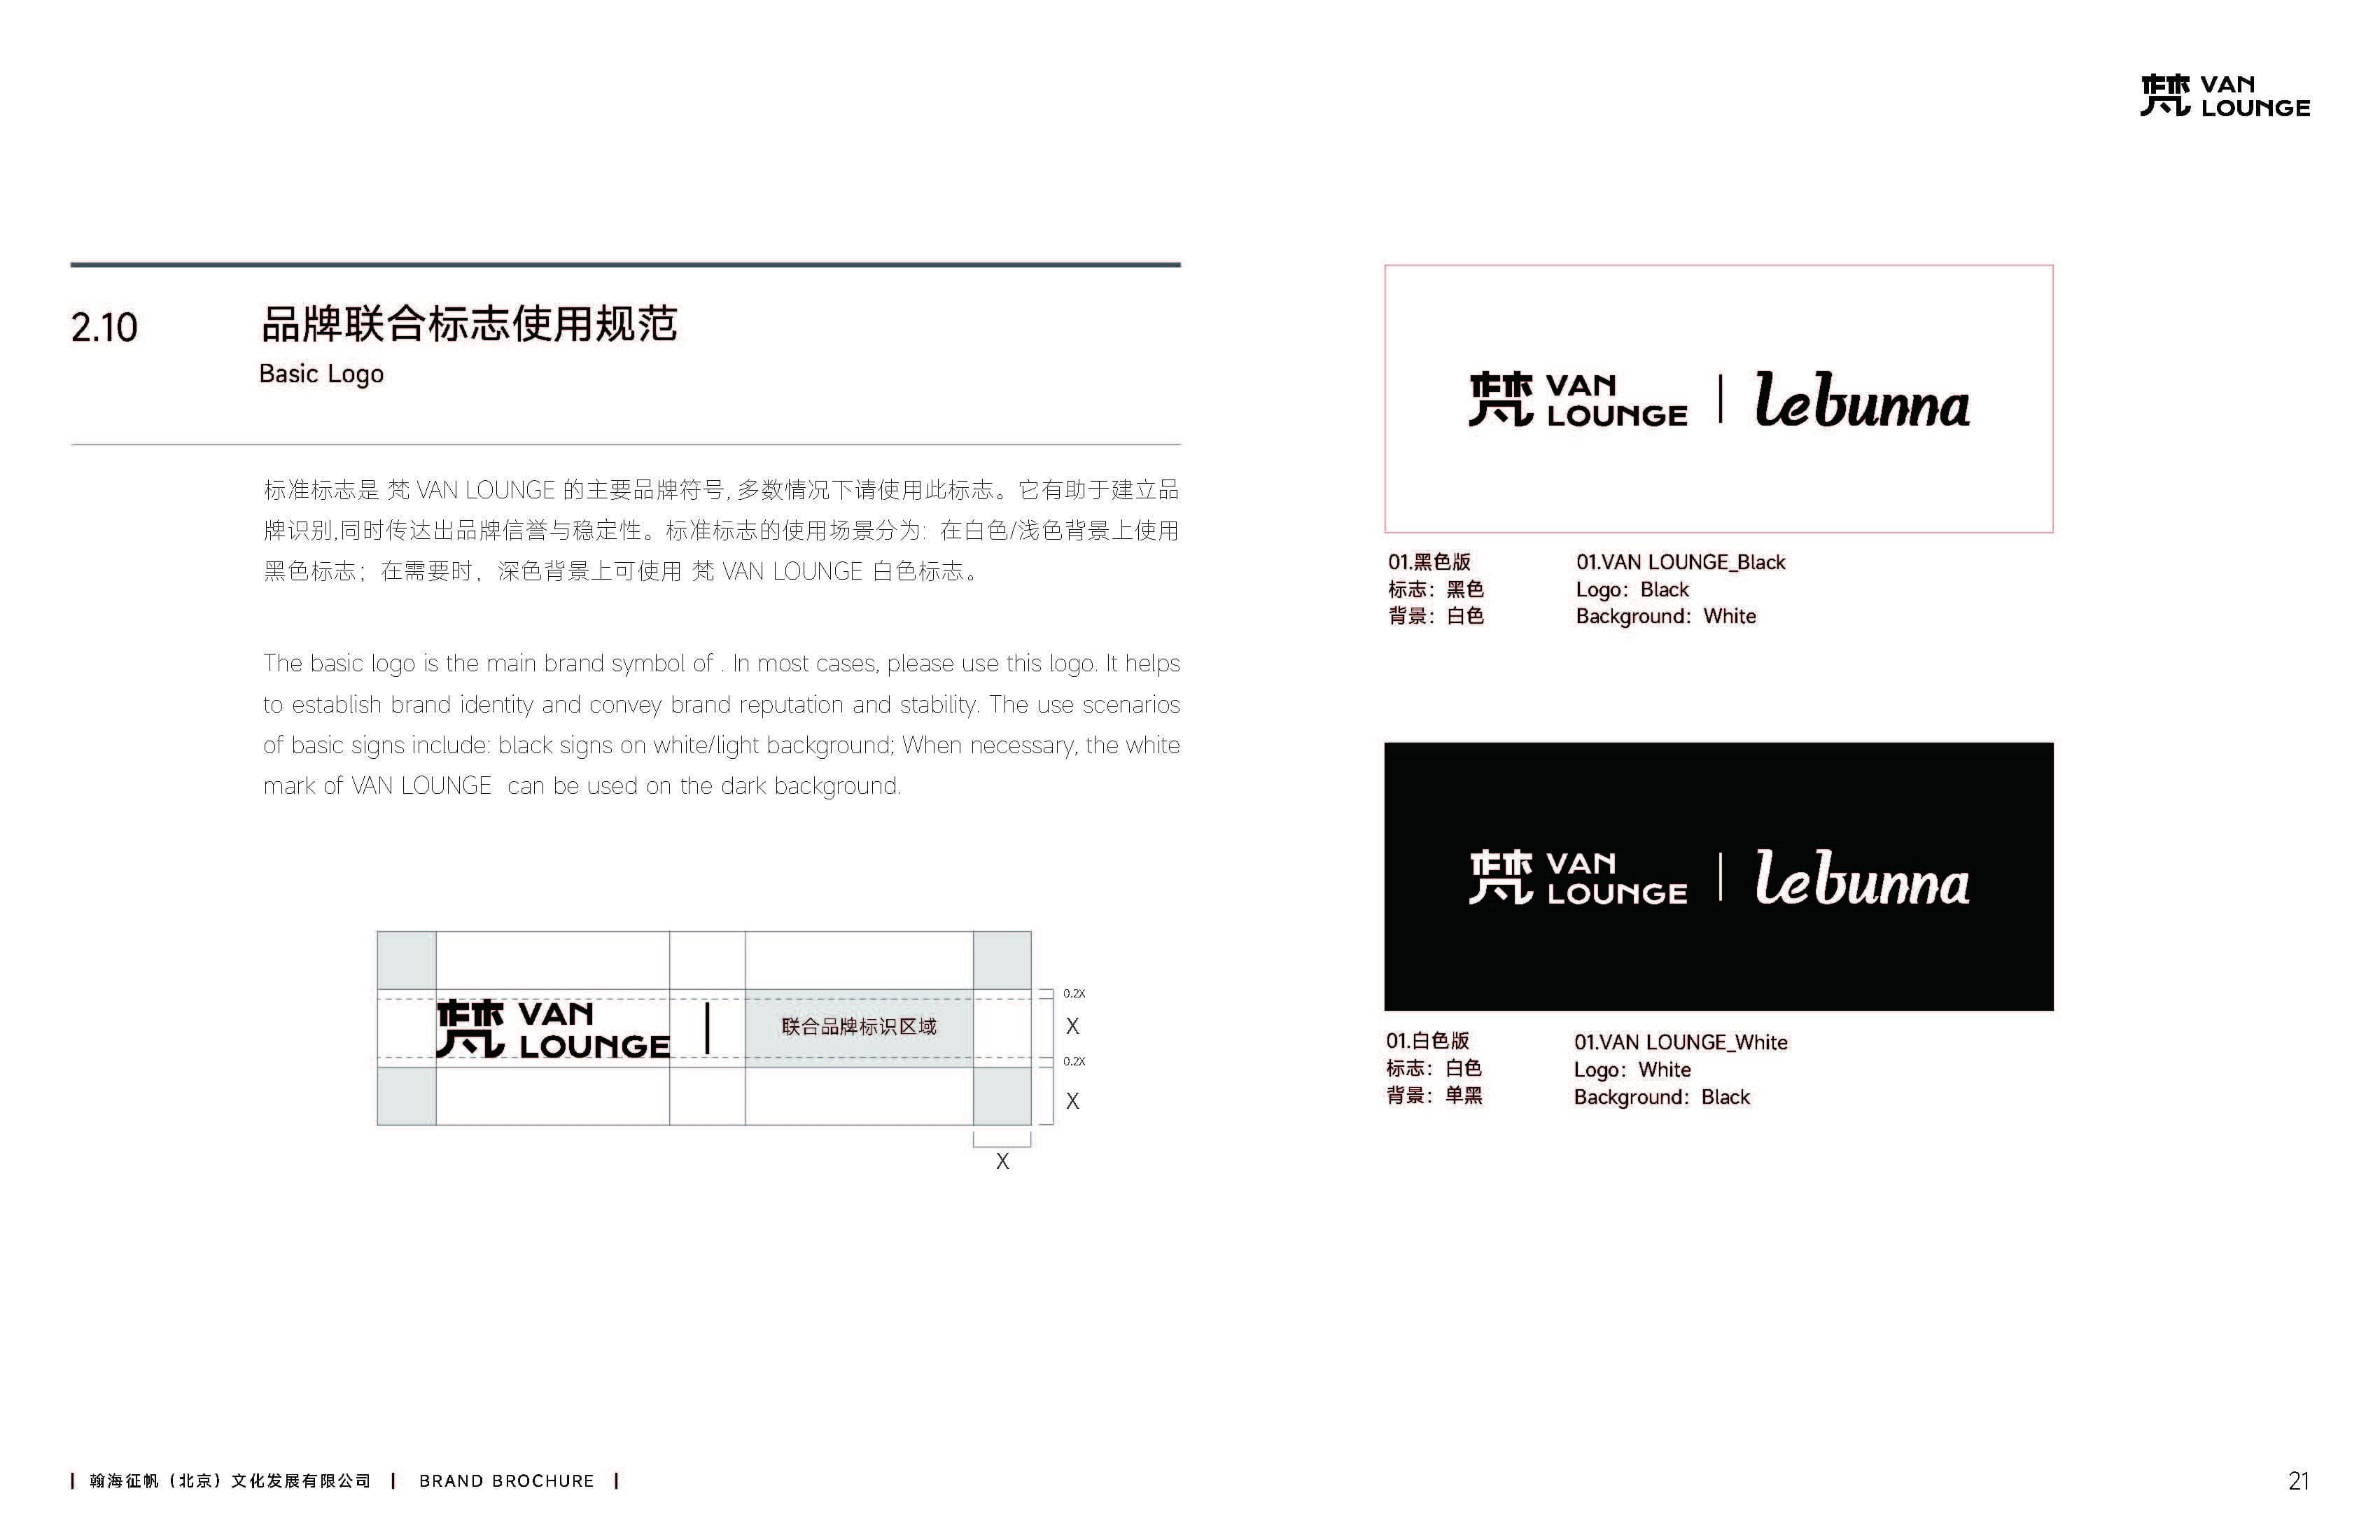 梵 VAN
LOUNGE
2.10
品牌联合标志使用规范
Basic Logo
标准标志是 梵 VAN LOUNGE 的主要品牌符号, 多数情况下请使用此标志。它有助于建立品
牌识别,同时传达出品牌信誉与稳定性。标准标志的使用场景分为: 在白色/浅色背景上使用
黑色标志; 在需要时, 深色背景上可使用 梵 VAN LOUNGE 白色标志。
The basic logo is the main brand symbol of . In most cases, please use this logo. It helps
to establish brand identity and convey brand reputation and stability. The use scenarios
of basic signs include: black signs on white/light background; When necessary, the white
mark of VAN LOUNGE can be used on the dark background.
梵 VAN
LOUNGE
联合品牌标识区域
0.2X
X
0.2X
X
X
梵 VAN
LOUNGE | lebunna
01.黑色版
标志: 黑色
背景: 白色
01.VAN LOUNGE_Black
Logo: Black
Background: White
梵 VAN
LOUNGE | lebunna
01.白色版
标志: 白色
背景: 单黑
01.VAN LOUNGE_White
Logo: White
Background: Black
| 翰海征帆（北京）文化发展有限公司 | BRAND BROCHURE |
21